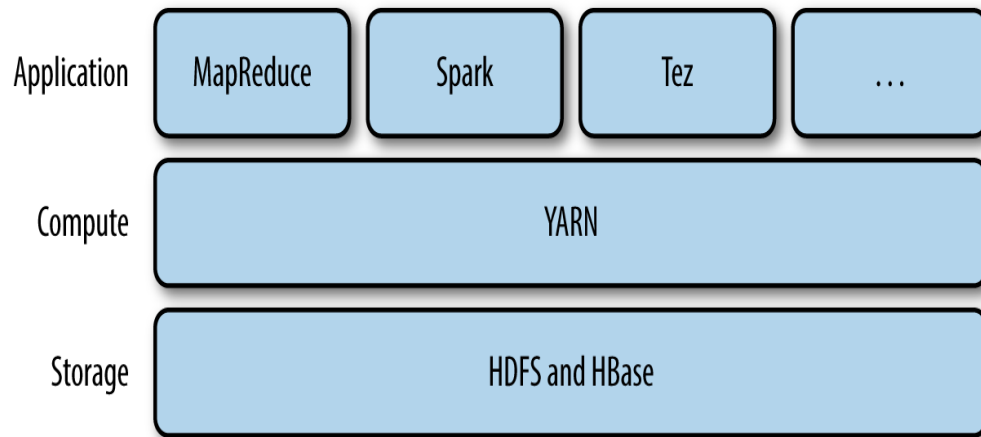 Application MapReduce Spark Tez ...
Compute YARN
Storage HDFS and HBase